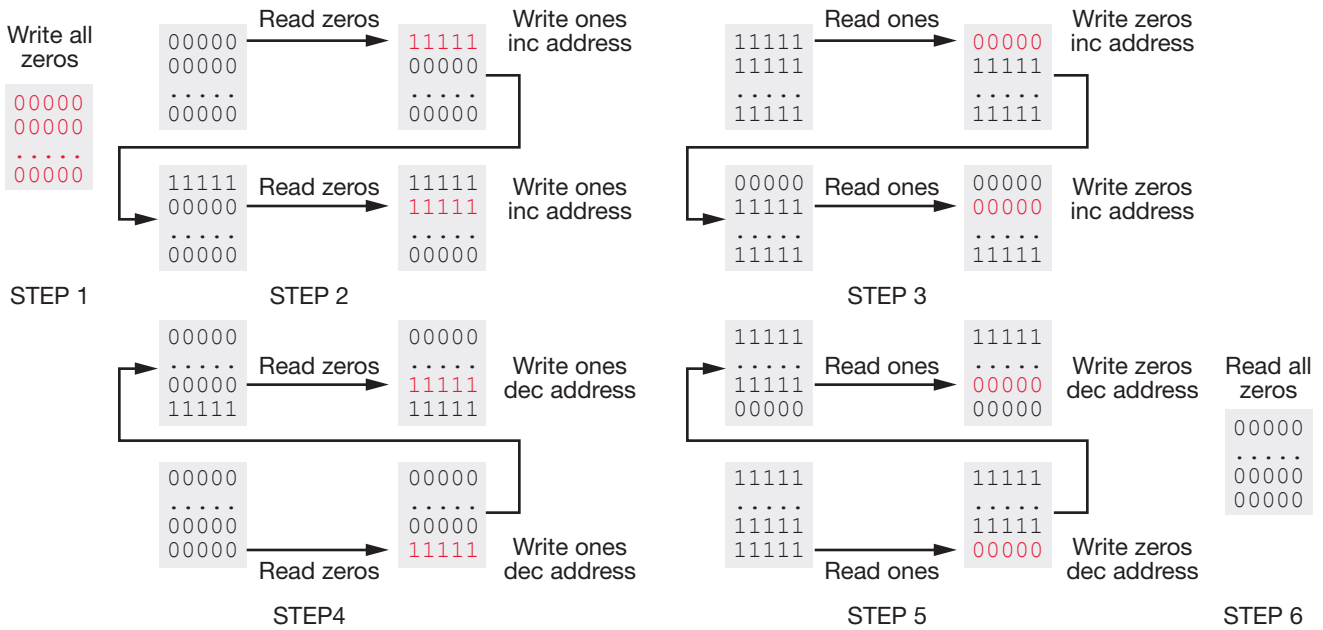 Write all
zeros
00000
00000
.....
00000
STEP 1
00000
00000
.....
00000
Read zeros
11111
00000
.....
00000
Write ones
inc address
11111
00000
.....
00000
Read zeros
11111
11111
.....
00000
Write ones
inc address
STEP 2
11111
11111
.....
11111
Read ones
00000
11111
.....
11111
Write zeros
inc address
00000
11111
.....
11111
Read ones
00000
00000
.....
11111
Write zeros
inc address
STEP 3
00000
.....
00000
11111
Read zeros
00000
.....
11111
11111
Write ones
dec address
00000
.....
00000
00000
Read zeros
00000
.....
00000
11111
Write ones
dec address
STEP4
11111
.....
11111
00000
Read ones
11111
.....
00000
00000
Write zeros
dec address
11111
.....
11111
11111
Read ones
11111
.....
11111
00000
Write zeros
dec address
STEP 5
Read all
zeros
00000
.....
00000
00000
STEP 6